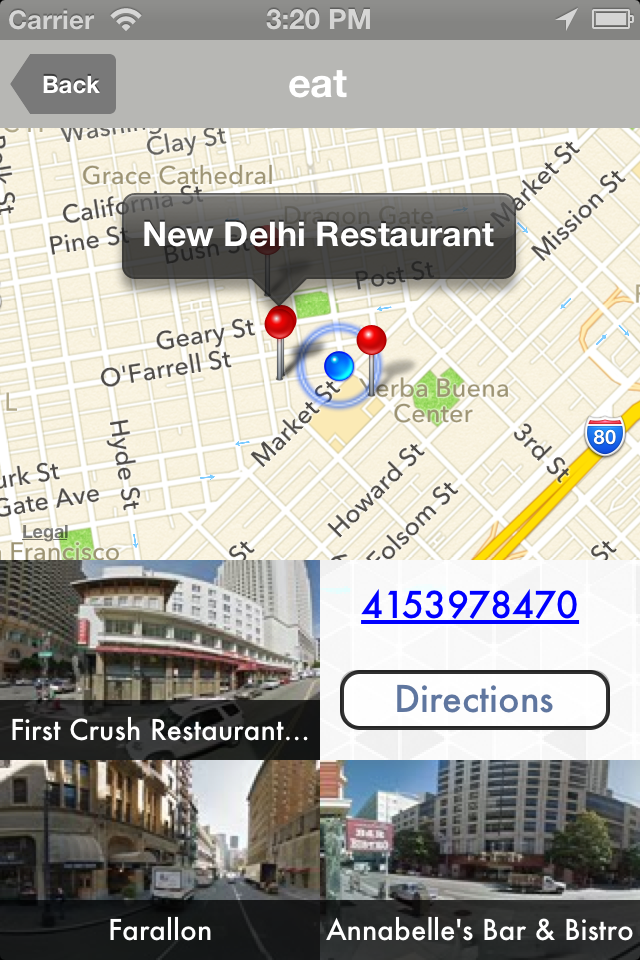 Carrier 3:20 PM
Back eat
Clay St
Grace Cathedral
California St
Market St
Mission St
Dragon Gate
Pine St
New Delhi Restaurant
Bush St
Post St
Geary St
O'Farrell St
Yerba Buena
Center
Market St
Hyde St
3rd St
80
Howard St
Folsom St
Gate Ave
Legal
Francisco
St
St
4153978470
Directions
First Crush Restaurant...
BAR
BISTRO
Farallon
Annabelle's Bar & Bistro